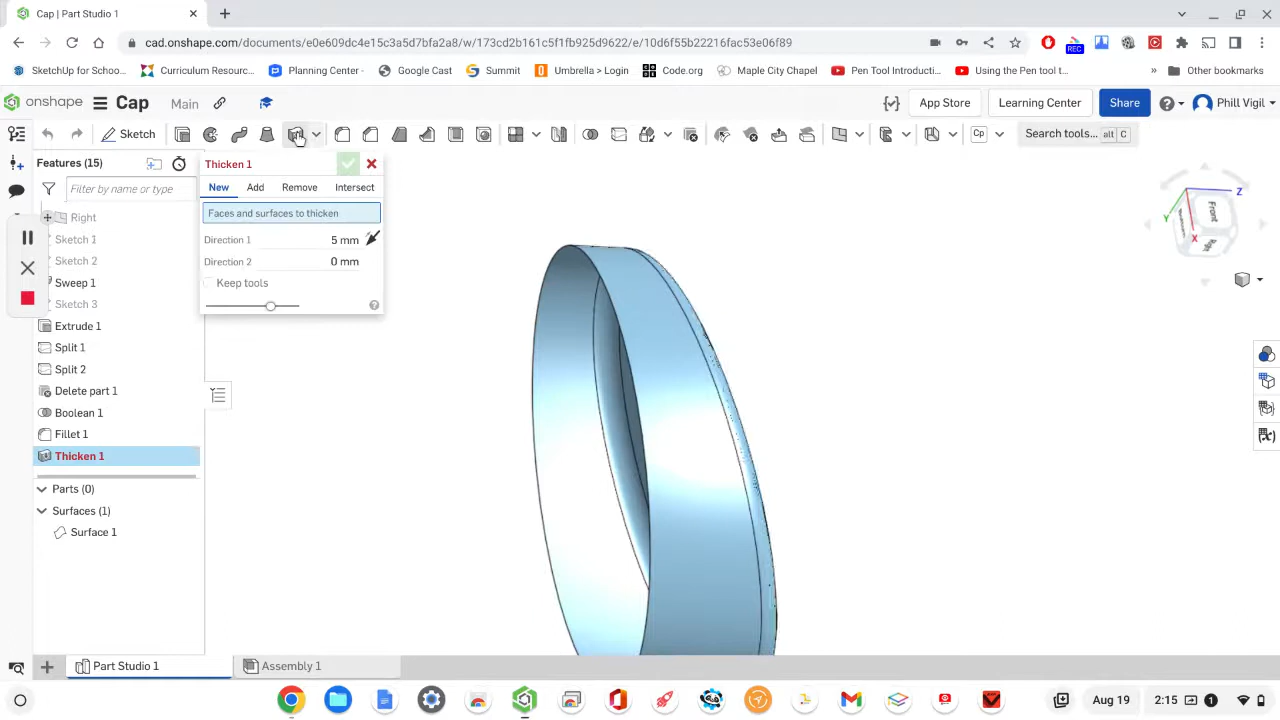 Cap | Part Studio 1
cad.onshape.com/documents/e0e609dc4e15c3a5d7bfa2a1/w/173cd2b161c5f1fb925d9622/e/10d6f55b22216fac53e06f89
REC
SketchUp for Schoo...
Curriculum Resourc...
Planning Center -
Google Cast
Summit
Umbrella > Login
Code.org
Maple City Chapel
Pen Tool Introducti...
Using the Pen tool t...
»
Other bookmarks
onshape
Cap
Main
App Store
Learning Center
Share
Phill Vigil
Sketch
Cp
Search tools...
alt
C
Features (15)
Filter by name or type
Right
Sketch 1
Sketch 2
Sweep 1
Sketch 3
Extrude 1
Split 1
Split 2
Delete part 1
Boolean 1
Fillet 1
Thicken 1
Parts (0)
Surfaces (1)
Surface 1
Thicken 1
New
Add
Remove
Intersect
Faces and surfaces to thicken
Direction 1
5 mm
Direction 2
0 mm
Keep tools
Z
Y
X
Front
Right
Part Studio 1
Assembly 1
Aug 19
2:15
1